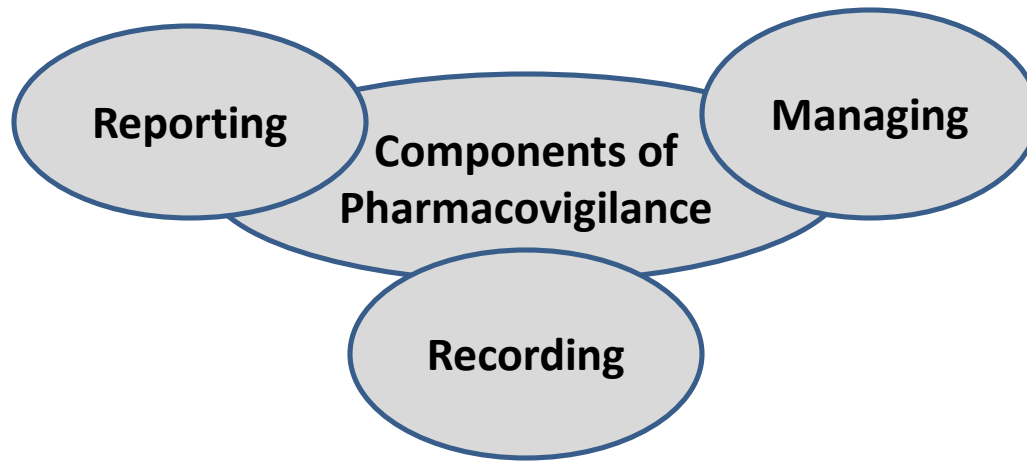 Reporting
Managing
Components of
Pharmacovigilance
Recording